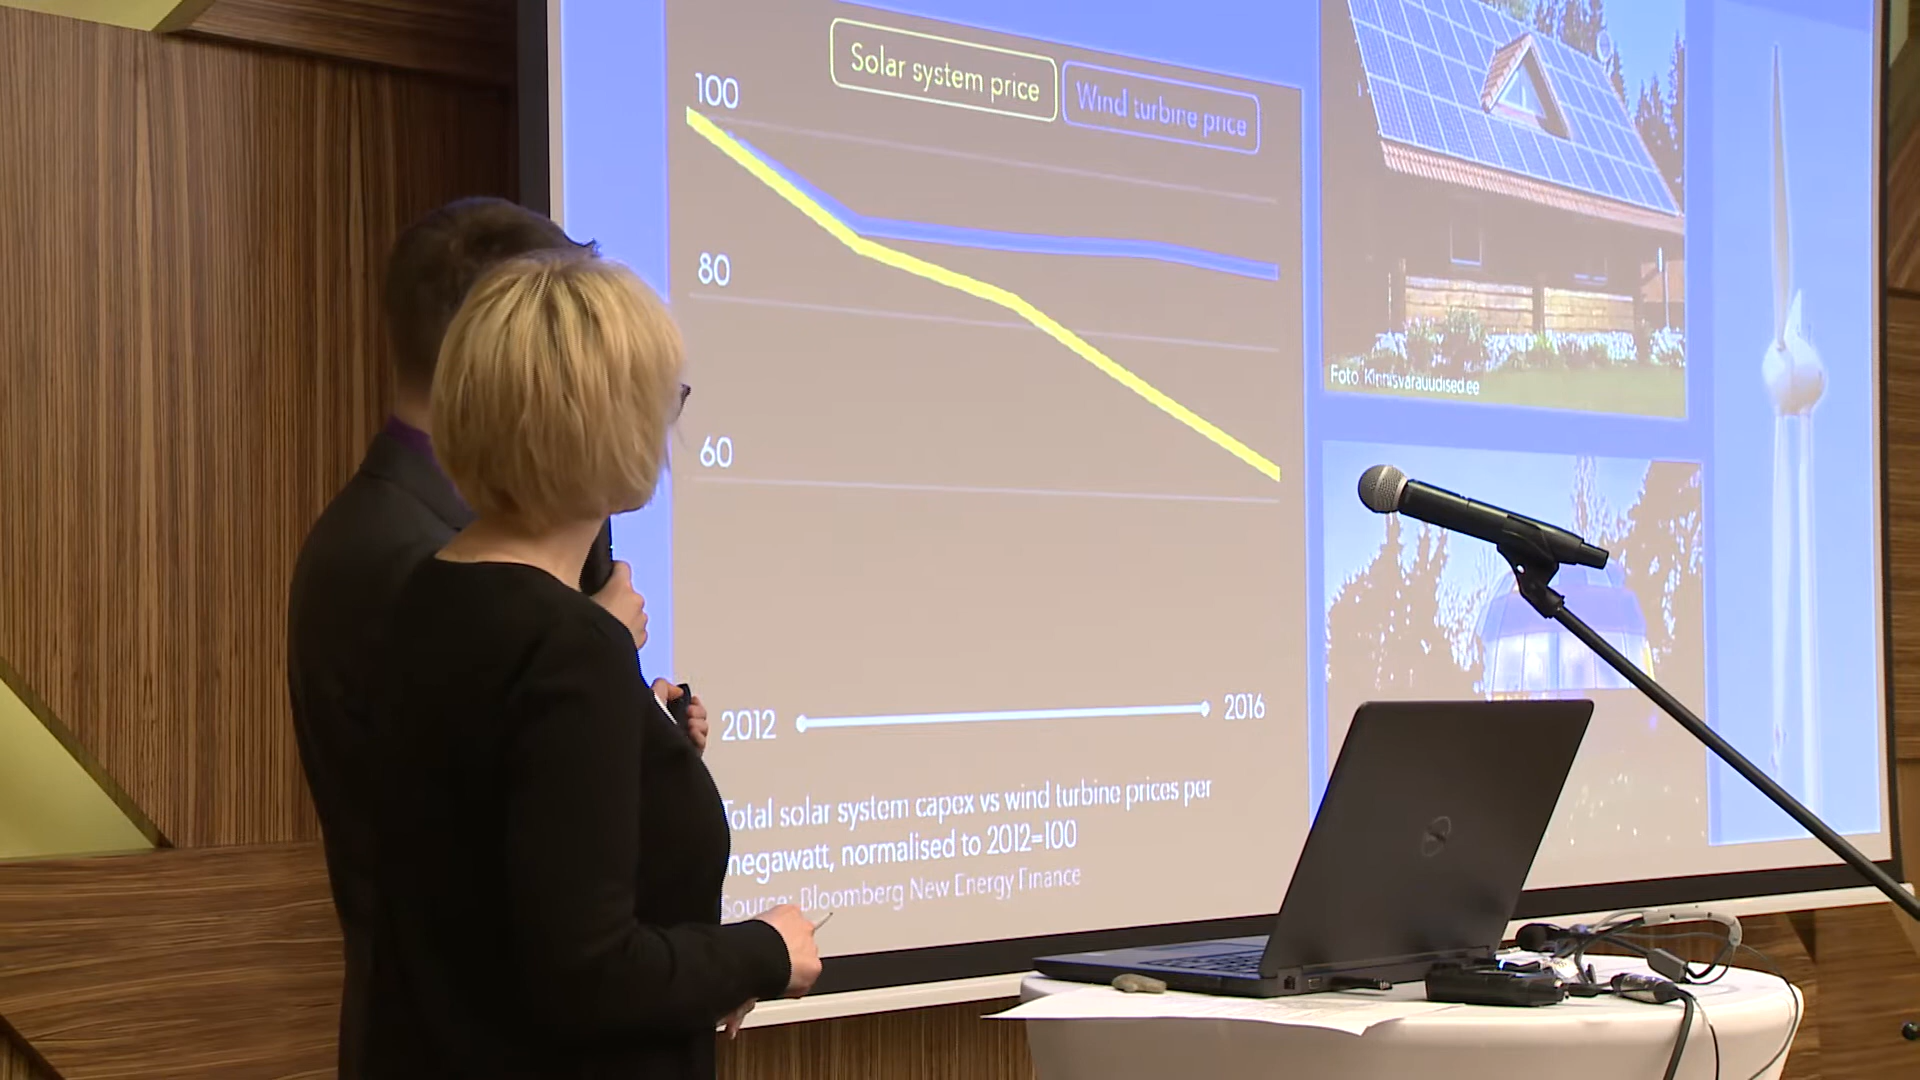 Solar system price
Wind turbine price
100
80
60
2012
2016
Total solar system capex vs wind turbine prices per
megawatt, normalised to 2012=100
Source: Bloomberg New Energy Finance
Foto Kinnisvarauudised.ee
DELL